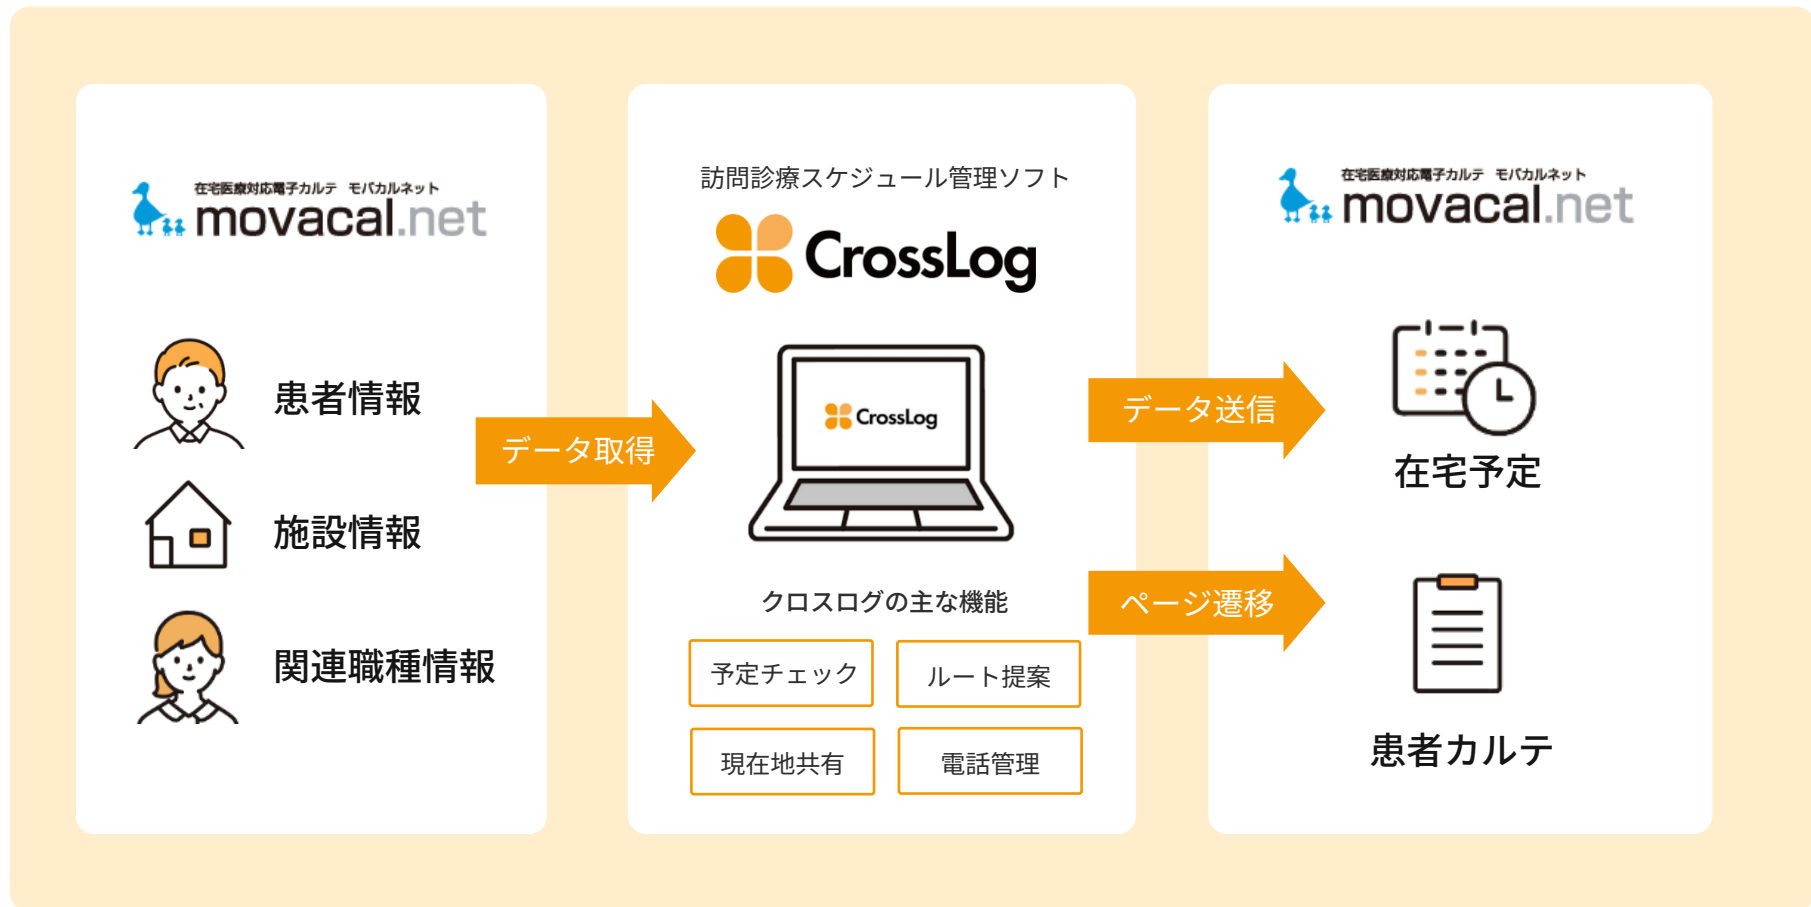 在宅医療対応電子カルテ モバカルネット
movacal.net
患者情報
施設情報
関連職種情報
データ取得
訪問診療スケジュール管理ソフト
CrossLog
CrossLog
クロスログの主な機能
予定チェック
ルート提案
現在地共有
電話管理
データ送信
ページ遷移
在宅医療対応電子カルテ モバカルネット
movacal.net
在宅予定
患者カルテ